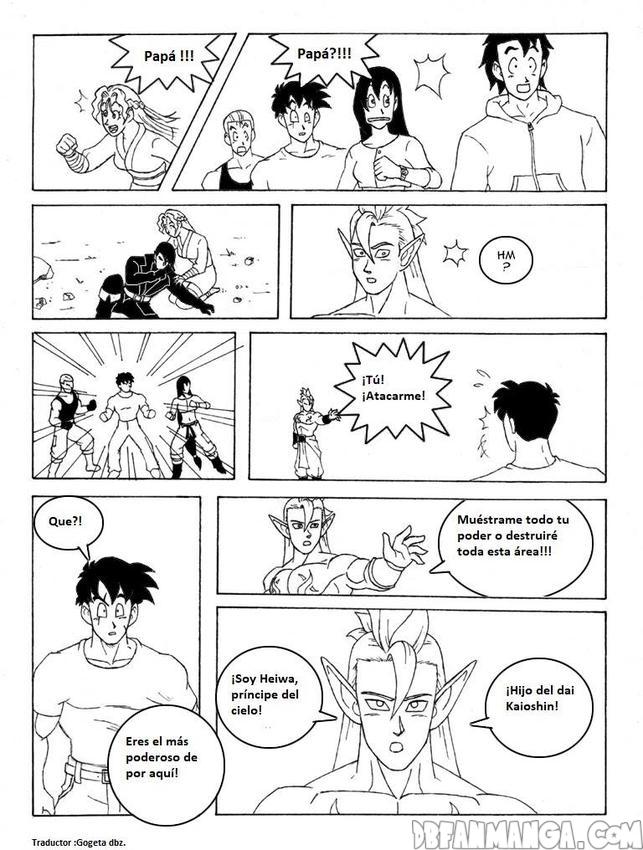 Papá !!!
Papá?!!!
HM
?
¡Tú!
¡Atacarme!
Que?!
Muéstrame todo tu
poder o destruiré
toda esta área!!!
Eres el más
poderoso de
por aquí!
¡Soy Heiwa,
príncipe del
cielo!
¡Hijo del dai
Kaioshin!
Traductor :Gogeta dbz.
DBFANMANGA.COM